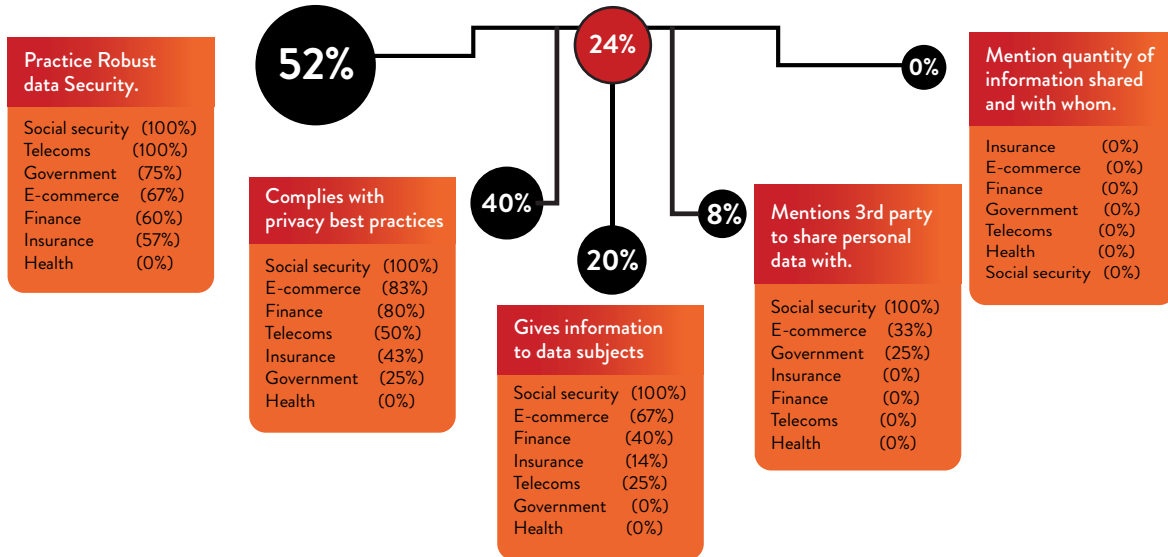 52%
24%
0%
40%
20%
8%
Practice Robust
data Security.
Social security (100%)
Telecoms (100%)
Government (75%)
E-commerce (67%)
Finance (60%)
Insurance (57%)
Health (0%)
Complies with
privacy best practices
Social security (100%)
E-commerce (83%)
Finance (80%)
Telecoms (50%)
Insurance (43%)
Government (25%)
Health (0%)
Gives information
to data subjects
Social security (100%)
E-commerce (67%)
Finance (40%)
Insurance (14%)
Telecoms (25%)
Government (0%)
Health (0%)
Mentions 3rd party
to share personal
data with.
Social security (100%)
E-commerce (33%)
Government (25%)
Insurance (0%)
Finance (0%)
Telecoms (0%)
Health (0%)
Mention quantity of
information shared
and with whom.
Insurance (0%)
E-commerce (0%)
Finance (0%)
Government (0%)
Telecoms (0%)
Health (0%)
Social security (0%)